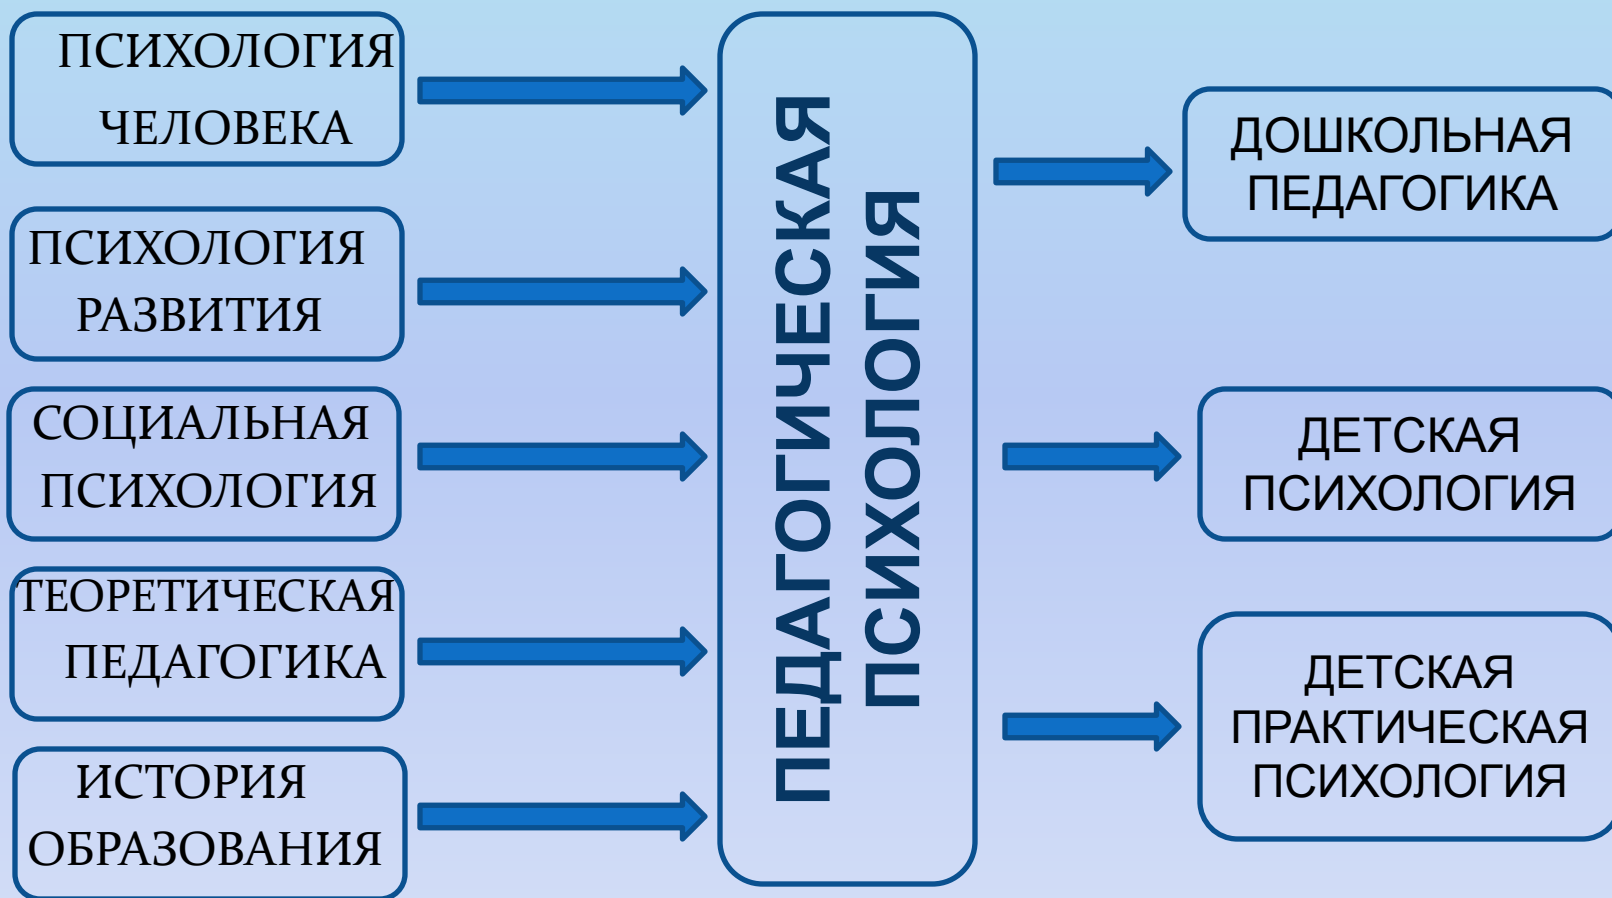 ПСИХОЛОГИЯ
ЧЕЛОВЕКА
ПСИХОЛОГИЯ
РАЗВИТИЯ
СОЦИАЛЬНАЯ
ПСИХОЛОГИЯ
ТЕОРЕТИЧЕСКАЯ
ПЕДАГОГИКА
ИСТОРИЯ
ОБРАЗОВАНИЯ
ПЕДАГОГИЧЕСКАЯ
ПСИХОЛОГИЯ
ДОШКОЛЬНАЯ
ПЕДАГОГИКА
ДЕТСКАЯ
ПСИХОЛОГИЯ
ДЕТСКАЯ
ПРАКТИЧЕСКАЯ
ПСИХОЛОГИЯ